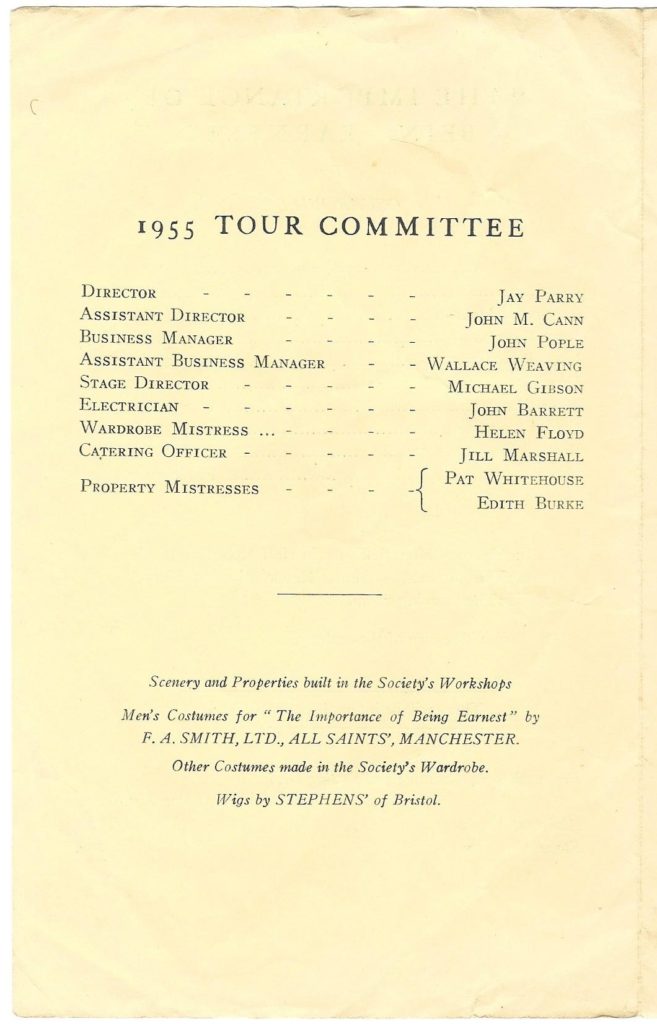 1955 TOUR COMMITTEE
DIRECTOR - - - - - - JAY PARRY
ASSISTANT DIRECTOR - - - - JOHN M. CANN
BUSINESS MANAGER - - - - JOHN POPLE
ASSISTANT BUSINESS MANAGER - - WALLACE WEAVING
STAGE DIRECTOR - - - - - MICHAEL GIBSON
ELECTRICIAN - - - - - - JOHN BARRETT
WARDROBE MISTRESS ... - - - - HELEN FLOYD
CATERING OFFICER - - - - - JILL MARSHALL
PROPERTY MISTRESSES - - - - { PAT WHITEHOUSE
EDITH BURKE
Scenery and Properties built in the Society's Workshops
Men's Costumes for “ The Importance of Being Earnest ” by
F. A. SMITH, LTD., ALL SAINTS', MANCHESTER.
Other Costumes made in the Society's Wardrobe.
Wigs by STEPHENS' of Bristol.